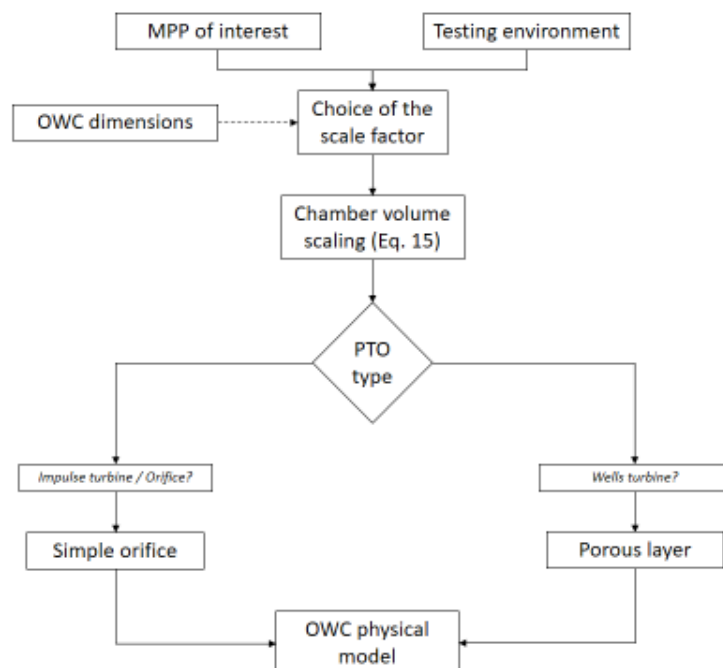 MPP of interest
Testing environment
OWC dimensions
Choice of the
scale factor
Chamber volume
scaling (Eq. 15)
PTO
type
Impulse turbine / Orifice?
Wells turbine?
Simple orifice
Porous layer
OWC physical
model